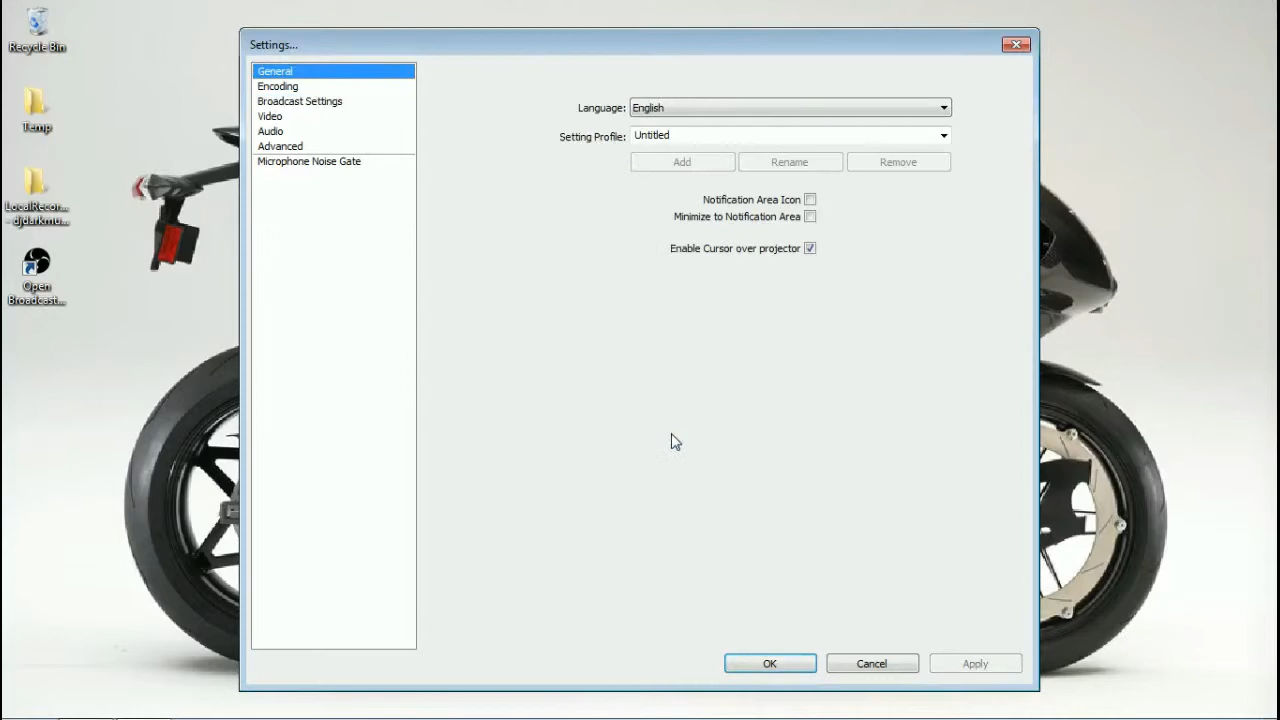 Recycle Bin
Temp
LocalRecor...
- djdarkmu...
Open
Broadcast...
Settings...
General
Encoding
Broadcast Settings
Video
Audio
Advanced
Microphone Noise Gate
Language: English
Setting Profile: Untitled
Add Rename Remove
Notification Area Icon
Minimize to Notification Area
Enable Cursor over projector
OK Cancel Apply